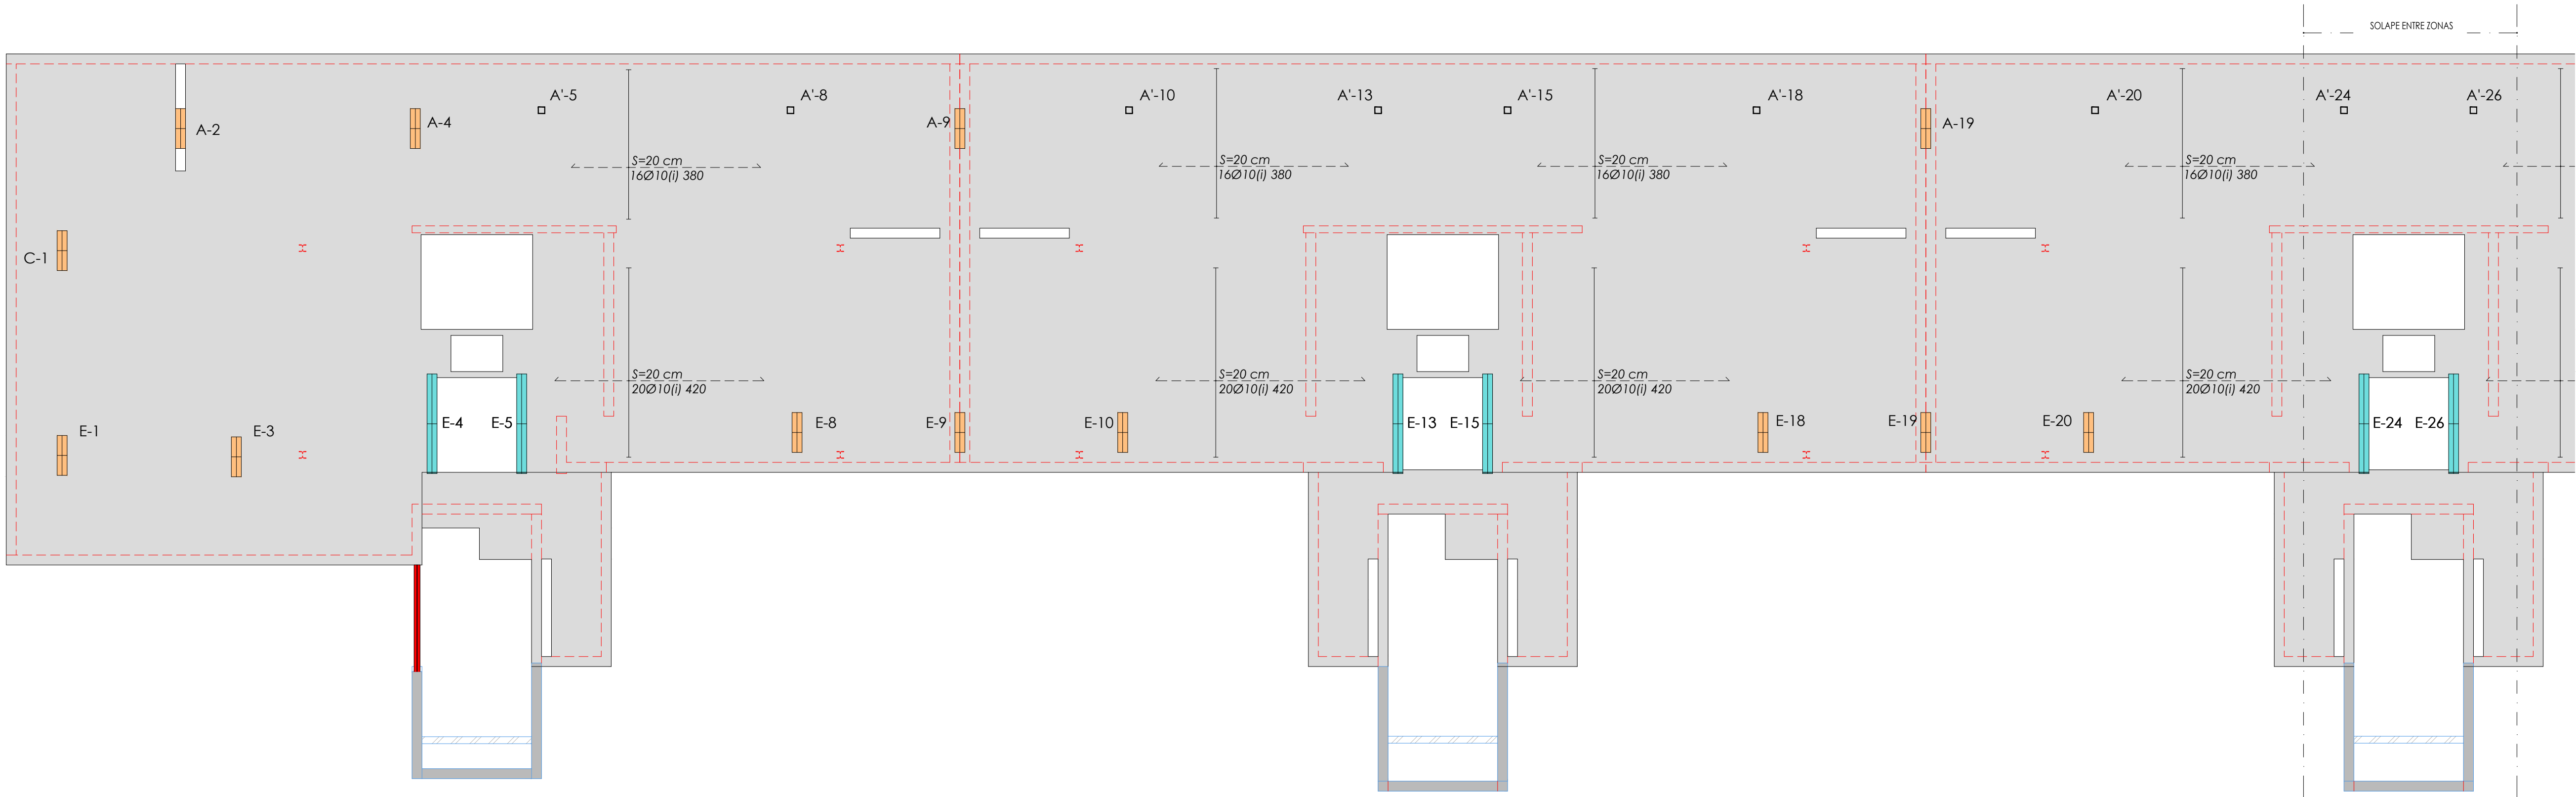 SOLAPE ENTRE ZONAS
A'-5
A'-8
A'-10
A'-13
A'-15
A'-18
A'-20
A'-24
A'-26
A-2
A-4
A-9
A-19
S=20 cm
16Ø10(i) 380
S=20 cm
16Ø10(i) 380
S=20 cm
16Ø10(i) 380
S=20 cm
16Ø10(i) 380
C-1
S=20 cm
20Ø10(i) 420
S=20 cm
20Ø10(i) 420
S=20 cm
20Ø10(i) 420
S=20 cm
20Ø10(i) 420
E-1
E-3
E-4
E-5
E-8
E-9
E-10
E-13
E-15
E-18
E-19
E-20
E-24
E-26